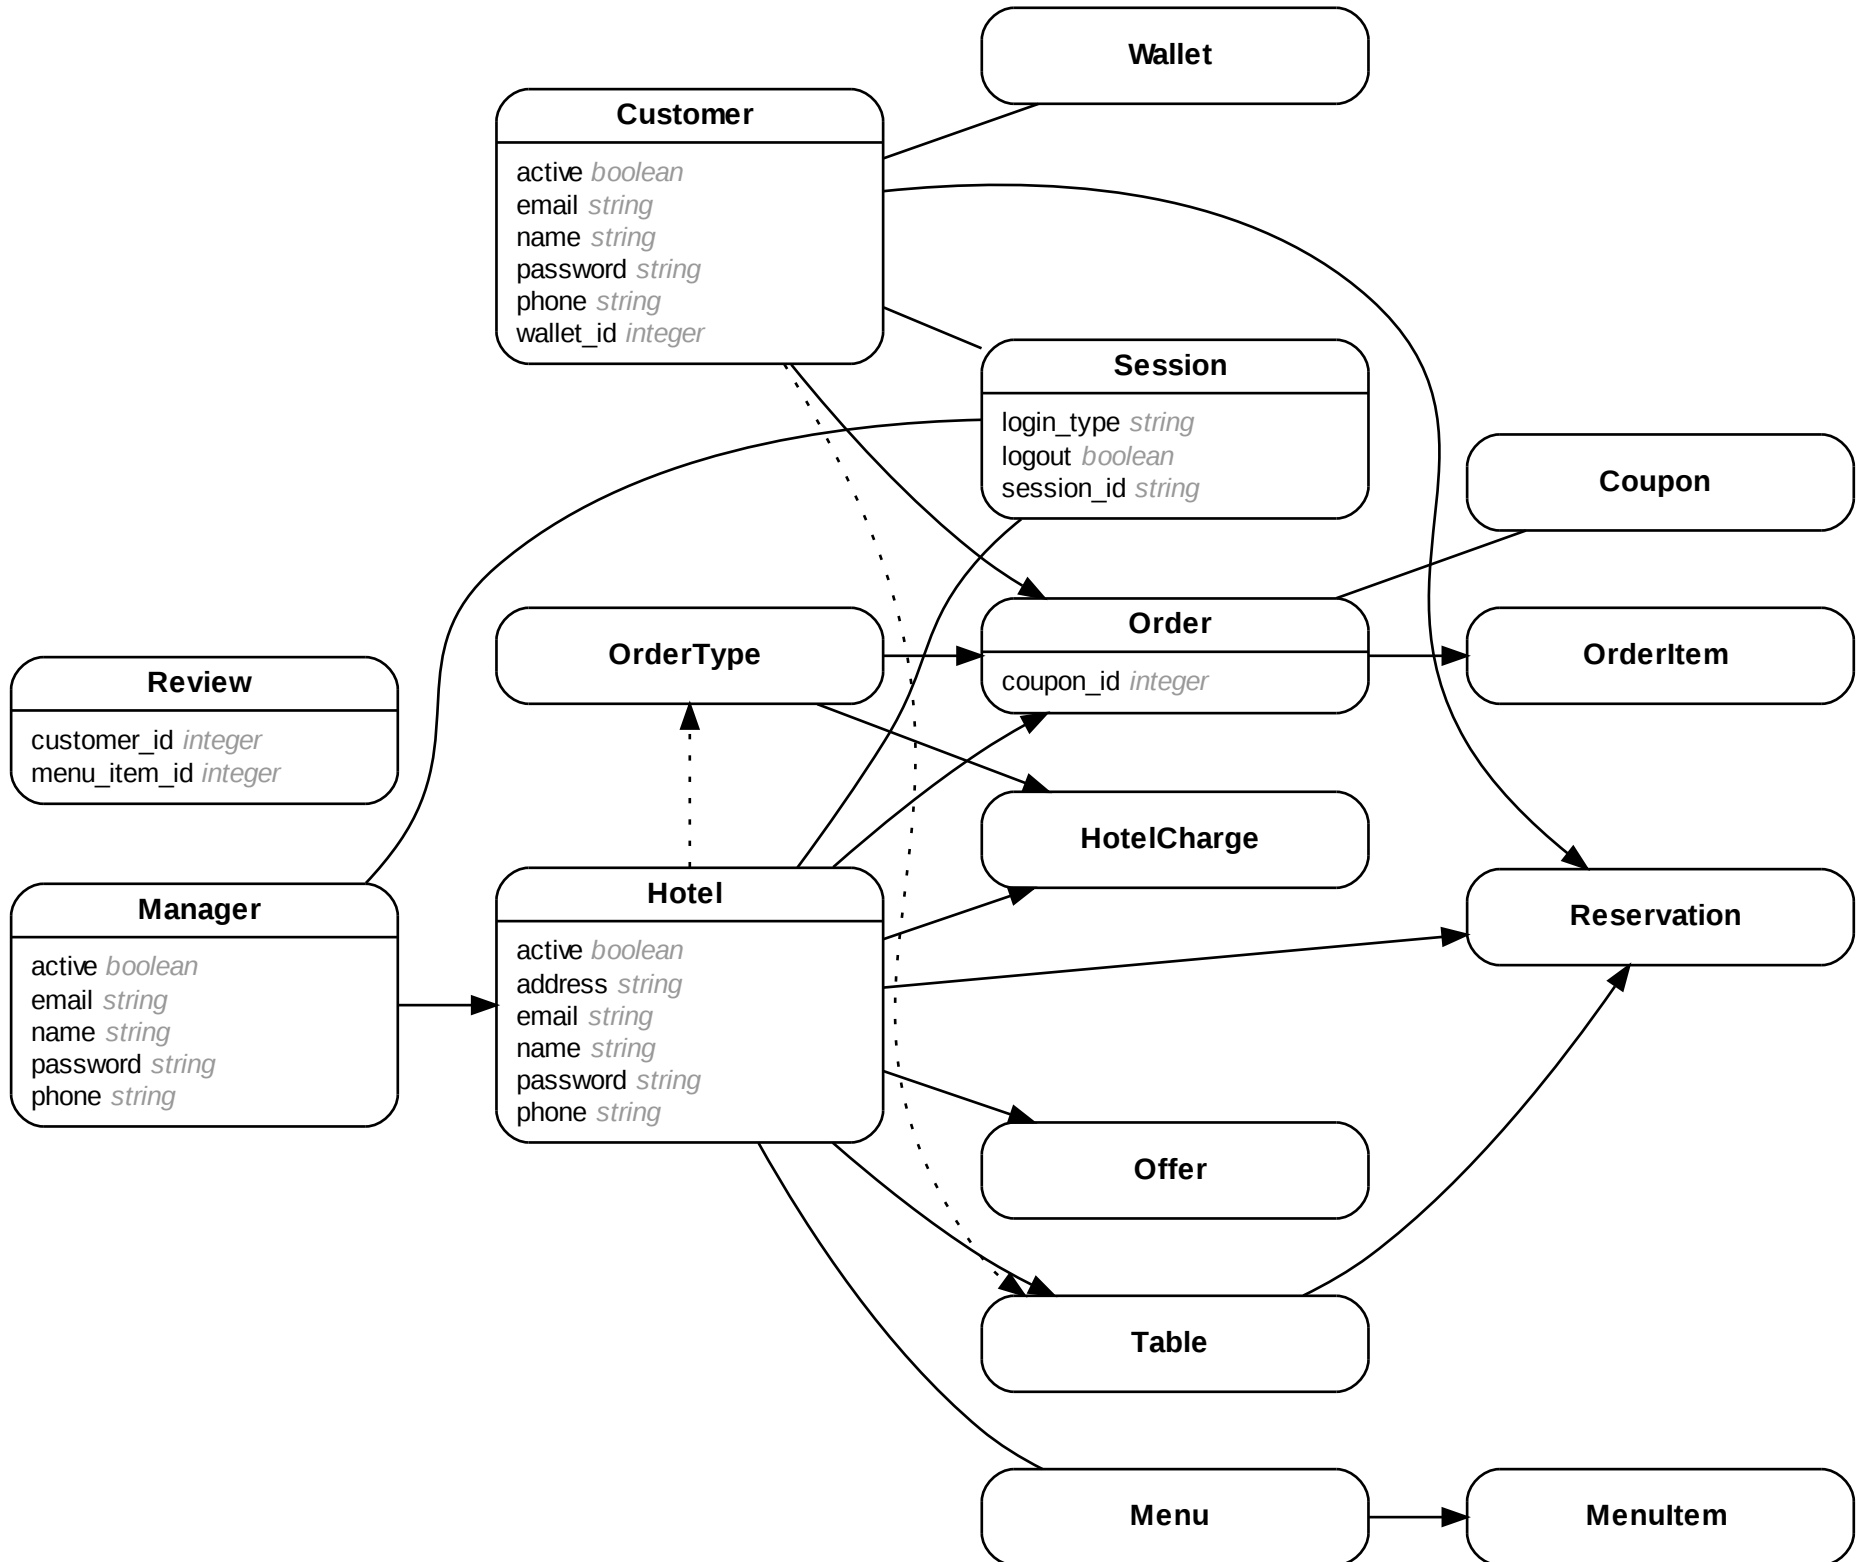 Wallet
Customer
active boolean
email string
name string
password string
phone string
wallet_id integer
Session
login_type string
logout boolean
session_id string
Coupon
OrderType
Order
coupon_id integer
OrderItem
Review
customer_id integer
menu_item_id integer
HotelCharge
Manager
active boolean
email string
name string
password string
phone string
Hotel
active boolean
address string
email string
name string
password string
phone string
Reservation
Offer
Table
Menu
MenuItem